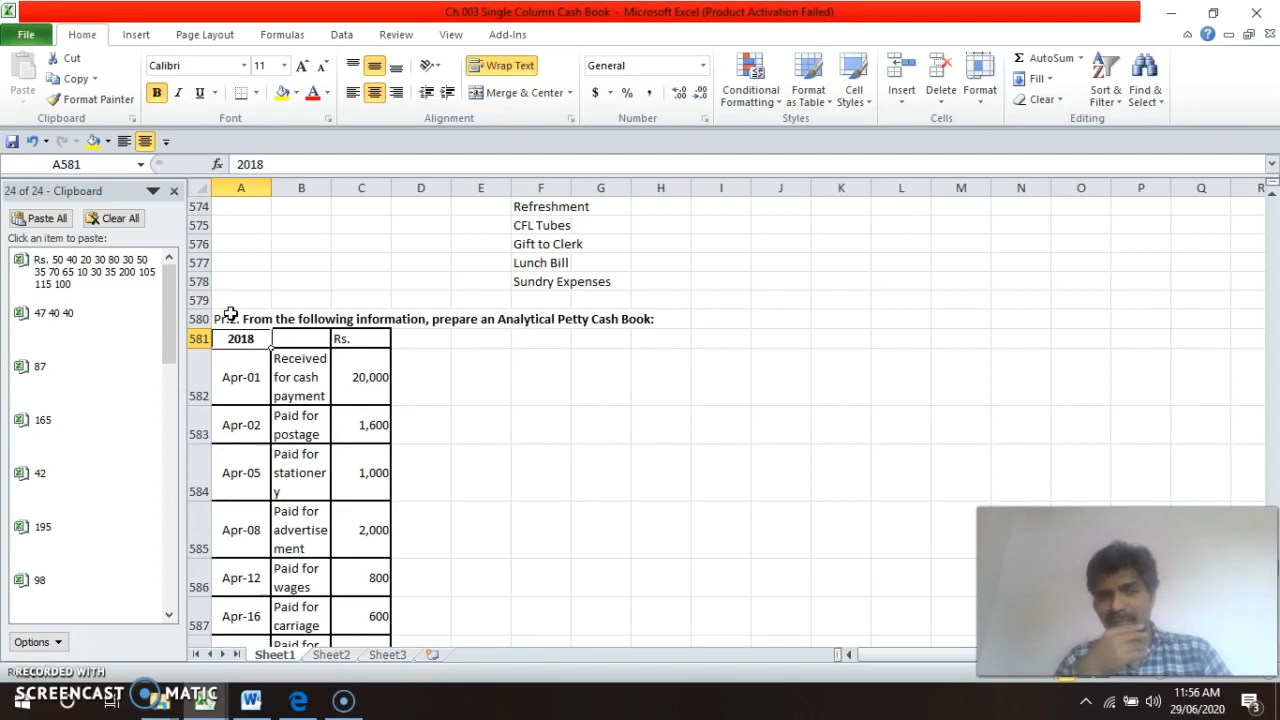 Ch 003 Single Column Cash Book - Microsoft Excel (Product Activation Failed)
File Home Insert Page Layout Formulas Data Review View Add-Ins
Paste
Cut
Copy
Format Painter
Clipboard
Calibri 11
B I U
Font
Wrap Text
Merge & Center
Alignment
General
$ % ,
Number
Conditional Formatting
Format as Table
Cell Styles
Styles
Insert Delete Format
Cells
AutoSum
Fill
Clear
Sort & Filter
Find & Select
Editing
A581 fx 2018
24 of 24 - Clipboard
Paste All Clear All
Click an item to paste:
Rs. 50 40 20 30 80 30 50
35 70 65 10 30 35 200 105
115 100
47 40 40
87
165
42
195
98
Options
A B C D E F G H I J K L M N O P Q R
574 Refreshment
575 CFL Tubes
576 Gift to Clerk
577 Lunch Bill
578 Sundry Expenses
579
580 From the following information, prepare an Analytical Petty Cash Book:
581 2018 Rs.
582 Apr-01 Received for cash payment 20,000
583 Apr-02 Paid for postage 1,600
584 Apr-05 Paid for stationer y 1,000
585 Apr-08 Paid for advertise ment 2,000
586 Apr-12 Paid for wages 800
587 Apr-16 Paid for carriage 600
Paid for
Sheet1 Sheet2 Sheet3
RECORDED WITH
SCREENCAST MATIC
11:56 AM
29/06/2020
3